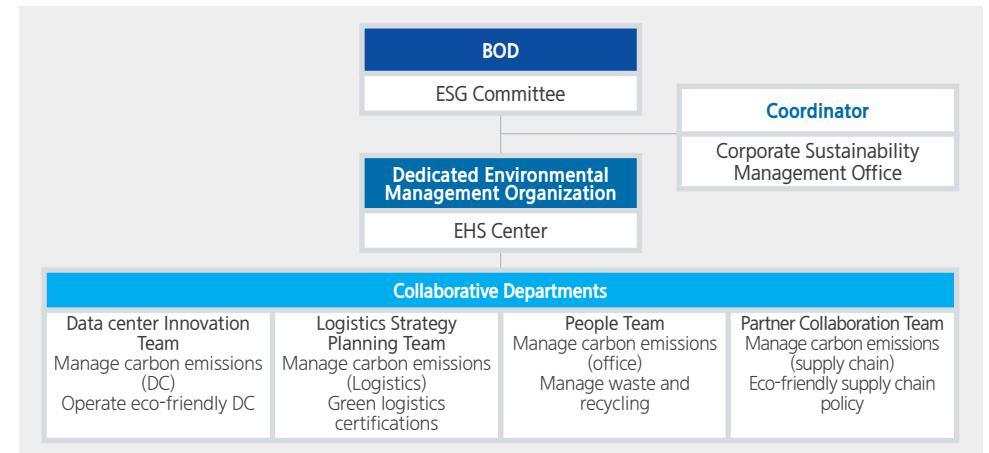 BOD
ESG Committee
Coordinator
Corporate Sustainability
Management Office
Dedicated Environmental
Management Organization
EHS Center
Collaborative Departments
Data center Innovation
Team
Manage carbon emissions
(DC)
Operate eco-friendly DC
Logistics Strategy
Planning Team
Manage carbon emissions
(Logistics)
Green logistics
certifications
People Team
Manage carbon emissions
(office)
Manage waste and
recycling
Partner Collaboration Team
Manage carbon emissions
(supply chain)
Eco-friendly supply chain
policy